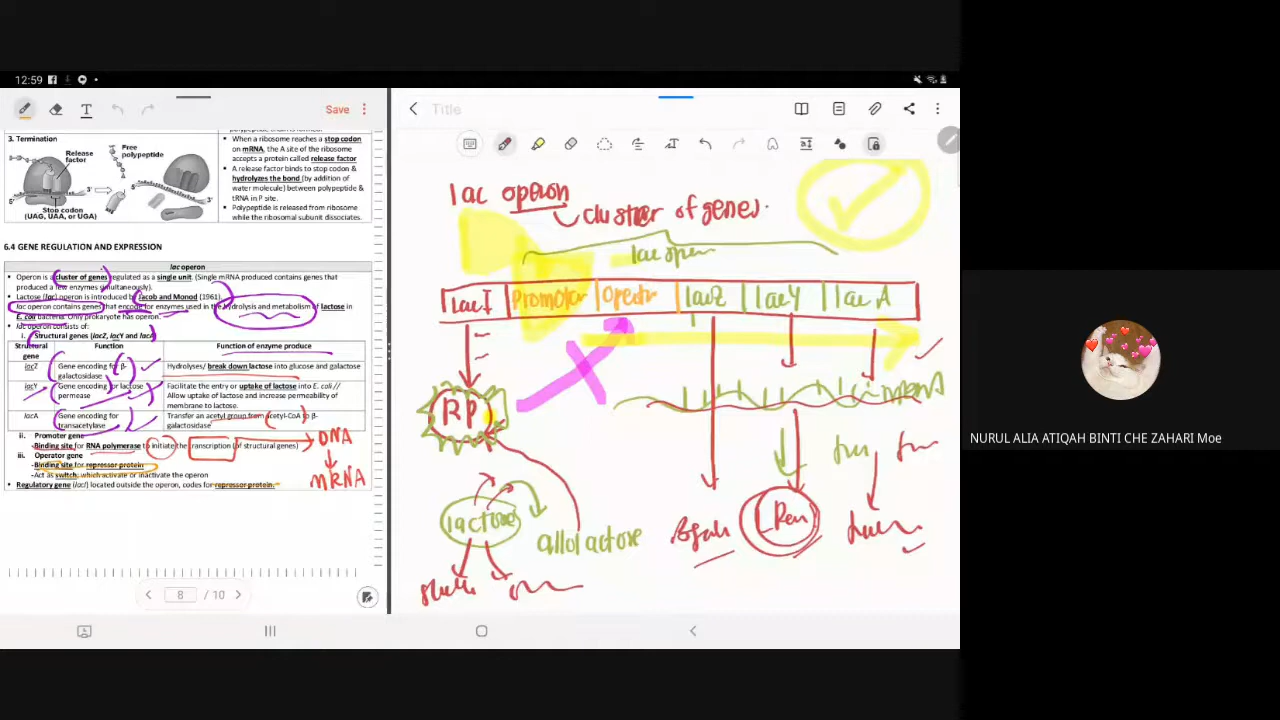 12:59
Save
3. Termination
Release factor
Free polypeptide
Stop codon
(UAG, UAA, or UGA)
3'
3'
When a ribosome reaches a stop codon
on mRNA, the A site of the ribosome
accepts a protein called release factor
A release factor binds to stop codon &
hydrolyzes the bond (by addition of
water molecule) between polypeptide &
tRNA in P site.
Polypeptide is released from ribosome
while the ribosomal subunit dissociates.
6.4 GENE REGULATION AND EXPRESSION
lac operon
Operon is a cluster of genes regulated as a single unit. (Single mRNA produced contains genes that
produced a few enzymes simultaneously).
Lactose (lac) operon is introduced by Jacob and Monod (1961).
lac operon contains genes that encode for enzymes used in the hydrolysis and metabolism of lactose in
E. coli bacteria. Only prokaryote has operon.
lac operon consists of:
i. Structural genes (lacZ, lacY and lacA)
Structural gene
Function
Function of enzyme produce
lacZ
Gene encoding for β-galactosidase
Hydrolyses/ break down lactose into glucose and galactose
lacY
Gene encoding for lactose permease
Facilitate the entry or uptake of lactose into E. coli //
Allow uptake of lactose and increase permeability of
membrane to lactose.
lacA
Gene encoding for transacetylase
Transfer an acetyl group from acetyl-CoA to β-
galactosidase
ii. Promoter gene
-Binding site for RNA polymerase to initiate the transcription (of structural genes)
iii. Operator gene
-Binding site for repressor protein
-Act as switch; which activate or inactivate the operon
Regulatory gene (lacI) located outside the operon, codes for repressor protein.
DNA
mRNA
8 / 10
Title
lac operon
cluster of genes.
lac oper
lac I
Promotor
lac Z
lac Y
lac A
RP
lactose
allolactose
NURUL ALIA ATIQAH BINTI CHE ZAHARI Moe